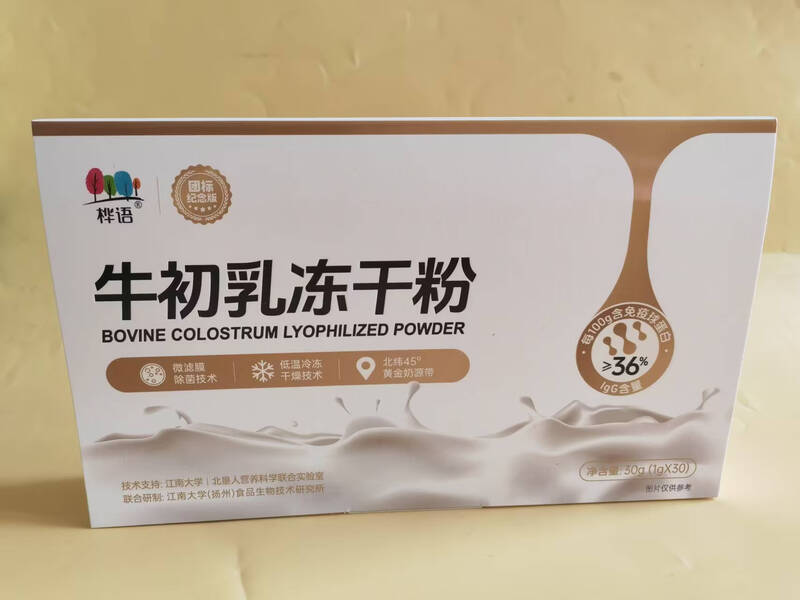 桦语®
团标
纪念版
牛初乳冻干粉
BOVINE COLOSTRUM LYOPHILIZED POWDER
微滤膜
除菌技术
低温冷冻
干燥技术
北纬45°
黄金奶源带
每100g含免疫球蛋白
≥36%
IgG含量
技术支持: 江南大学 | 北垦人营养科学联合实验室
联合研制: 江南大学(扬州)食品生物技术研究所
净含量: 30g (1gX30)
图片仅供参考